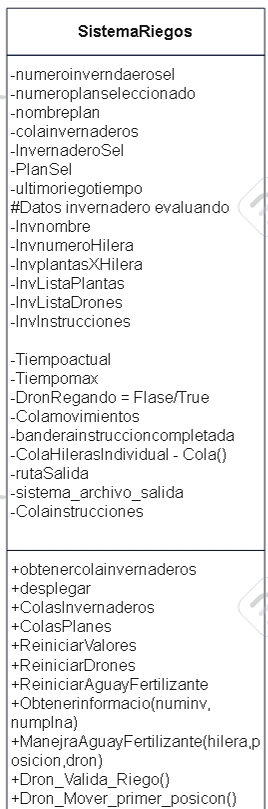 SistemaRiegos
-numeroinverndaerosel
-numeroplanseleccionado
-nombreplan
-colainvernaderos
-InvernaderoSel
-PlanSel
-ultimoriegotiempo
#Datos invernadero evaluando
-Invnombre
-InvnumeroHilera
-InvplantasXHilera
-InvListaPlantas
-InvListaDrones
-InvInstrucciones
-Tiempoactual
-Tiempomax
-DronRegando = Flase/True
-Colamovimientos
-banderainstruccioncompletada
-ColaHilerasIndividual - Cola()
-rutaSalida
-sistema_archivo_salida
-Colainstrucciones
+obtenercolainvernaderos
+desplegar
+ColasInvernaderos
+ColasPlanes
+ReiniciarValores
+ReiniciarDrones
+ReiniciarAguayFertilizante
+Obtenerinformacio(numinv,
numplna)
+ManejraAguayFertilizante(hilera,p
osicion,dron)
+Dron_Valida_Riego()
+Dron_Mover_primer_posicon()